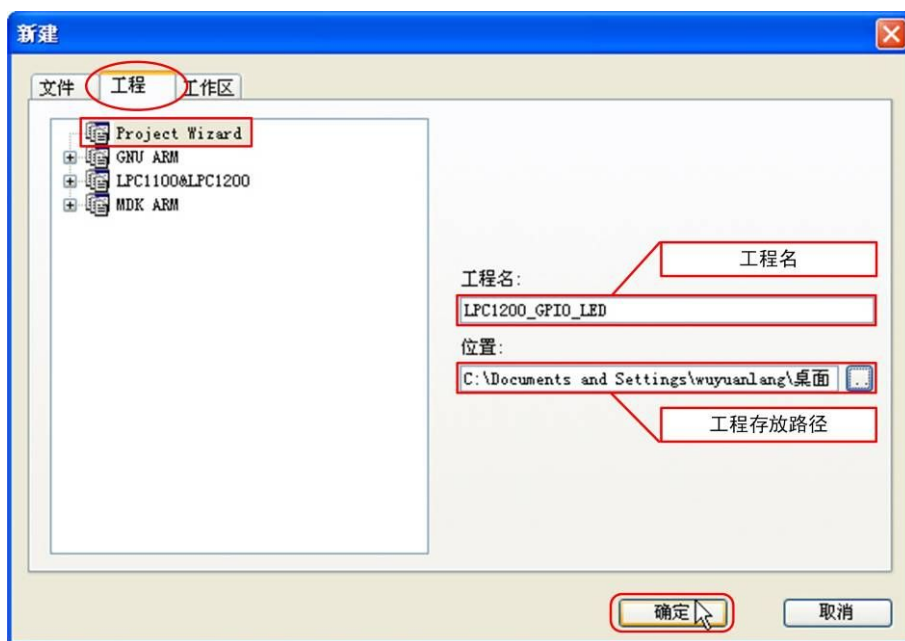 新建
文件 工程 工作区
Project Wizard
GNU ARM
LPC1100&LPC1200
MDK ARM
工程名
工程名:
LPC1200_GPIO_LED
位置:
C:\Documents and Settings\wuyuanlang\桌面 ..
工程存放路径
确定 取消